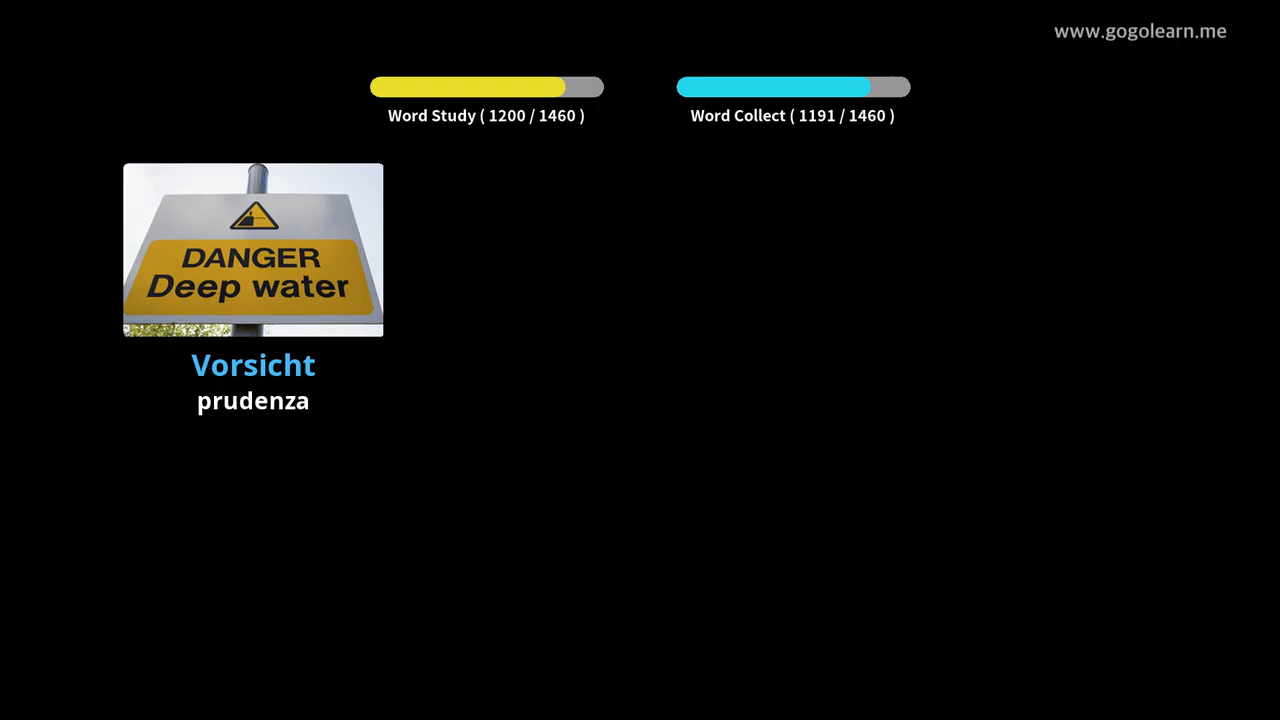 www.gogolearn.me
Word Study ( 1200 / 1460 )
Word Collect ( 1191 / 1460 )
DANGER
Deep water
Vorsicht
prudenza